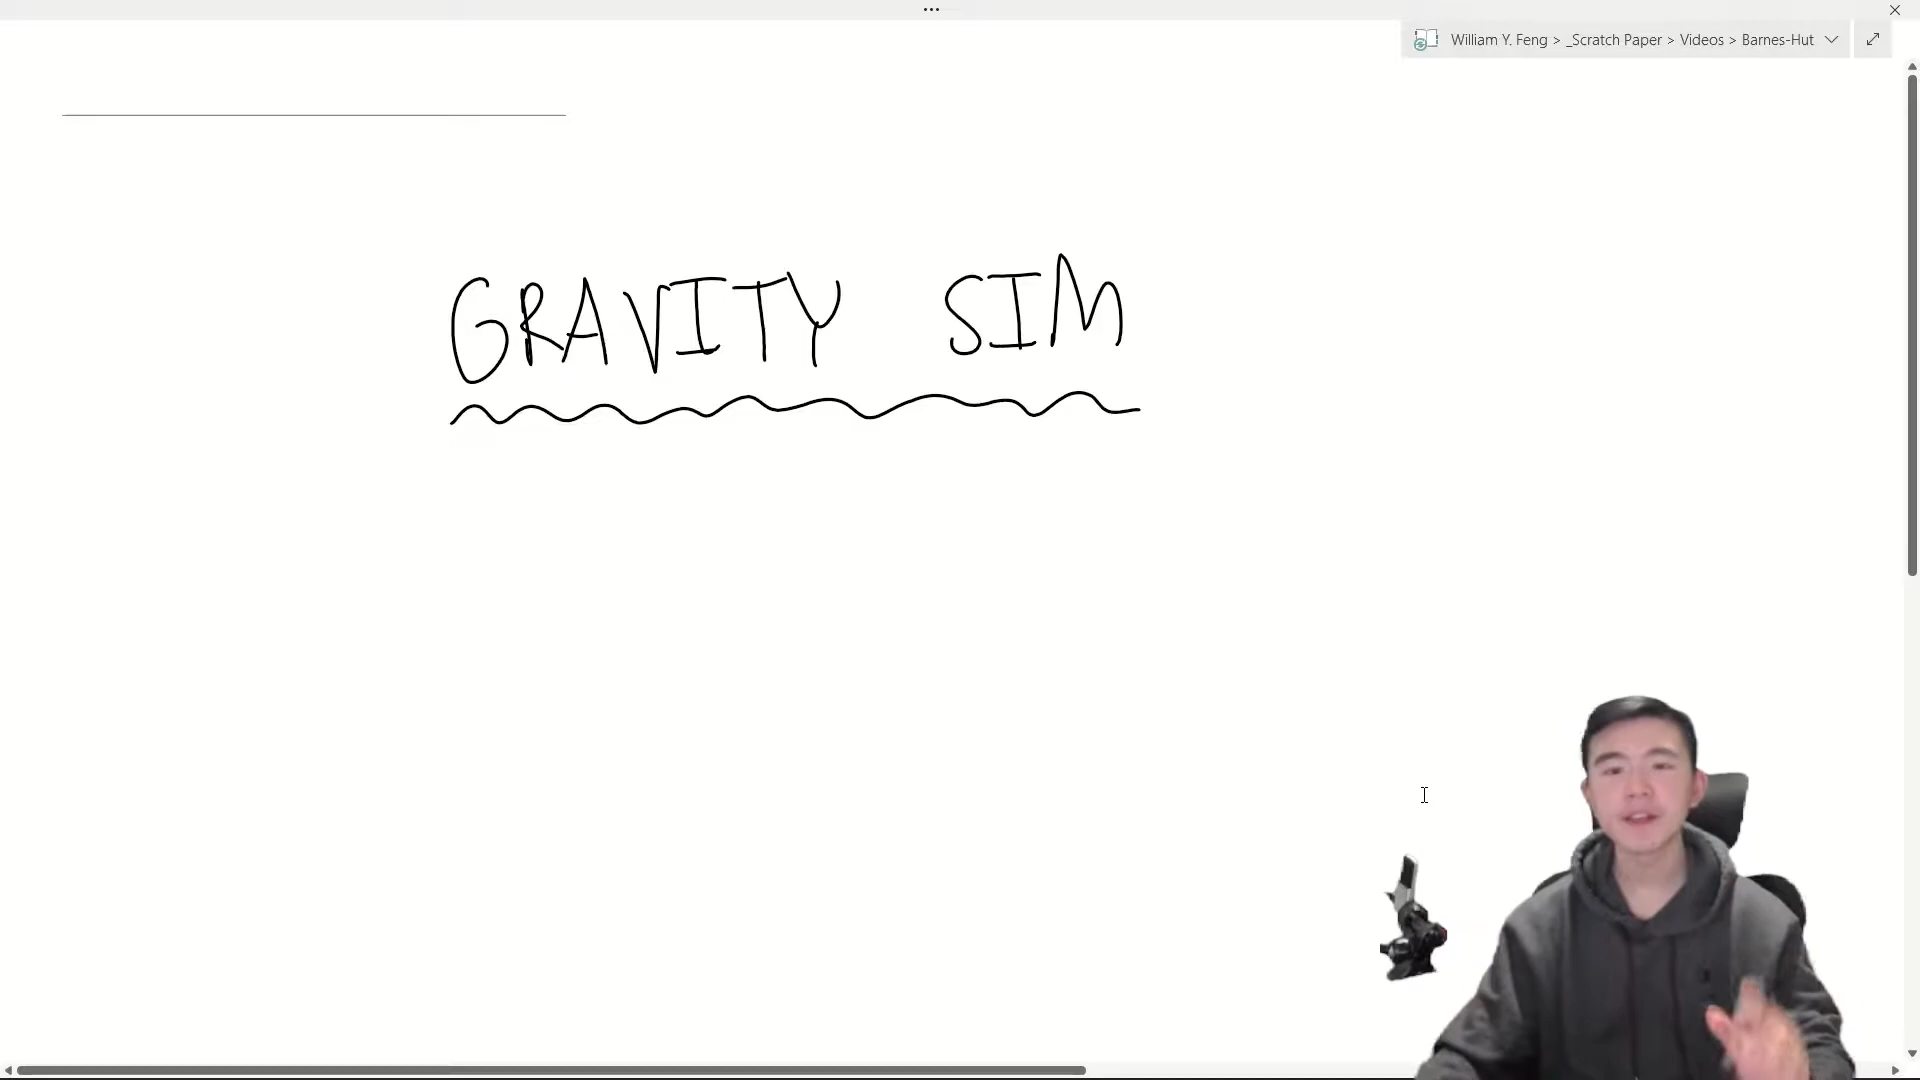 William Y. Feng > _Scratch Paper > Videos > Barnes-Hut
GRAVITY SIM